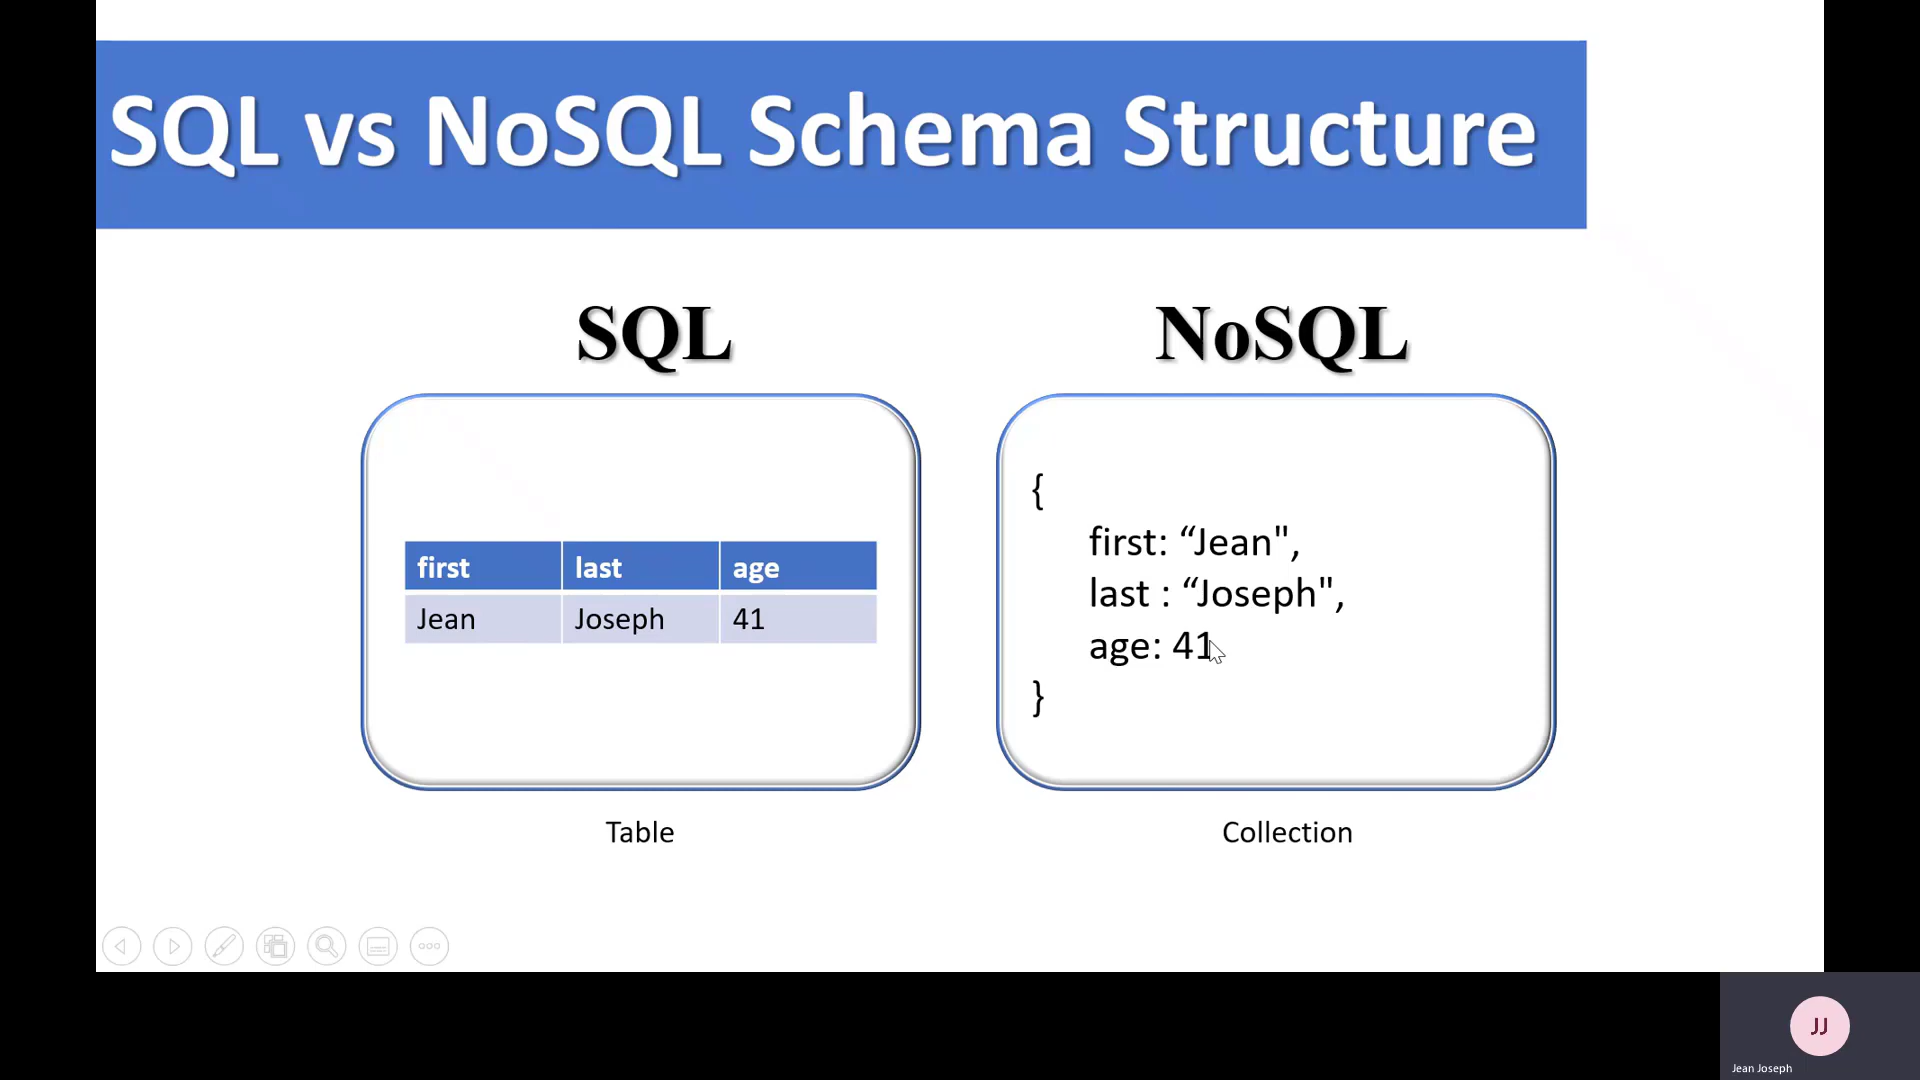 SQL vs NoSQL Schema Structure
SQL
NoSQL
first last age
Jean Joseph 41
{
first: “Jean",
last : “Joseph",
age: 41
}
Table
Collection
JJ
Jean Joseph